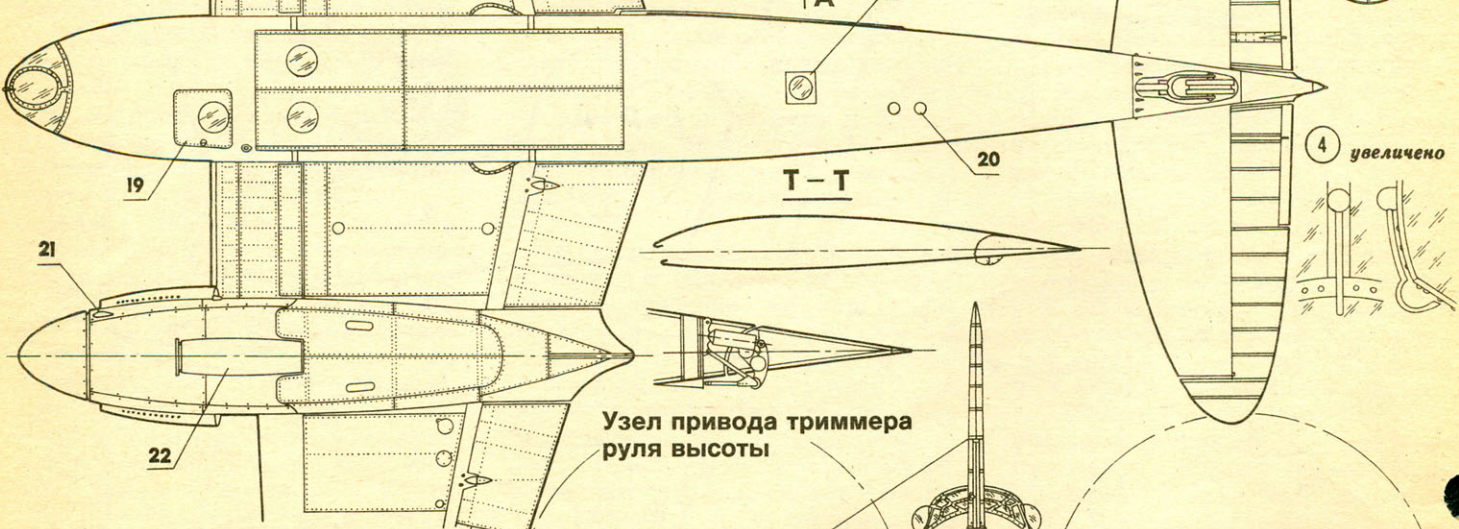 А
19
20
Т – Т
4 увеличено
21
22
Узел привода триммера
руля высоты